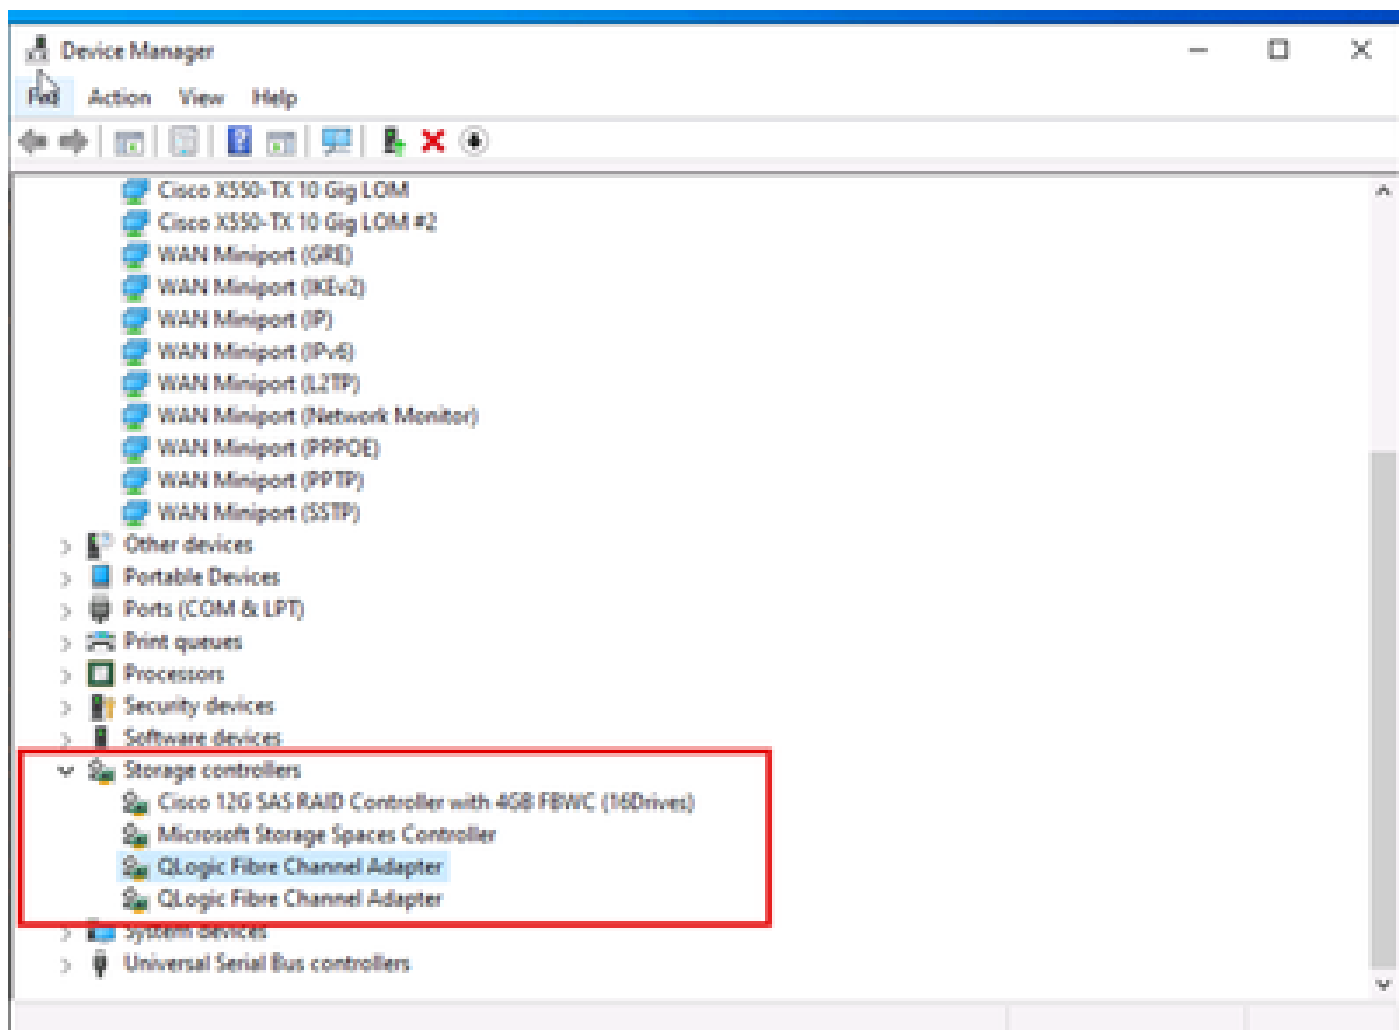 Device Manager
Action View Help
Cisco X550-TX 10 Gig LOM
Cisco X550-TX 10 Gig LOM #2
WAN Miniport (GRE)
WAN Miniport (IKEv2)
WAN Miniport (IP)
WAN Miniport (IPv6)
WAN Miniport (L2TP)
WAN Miniport (Network Monitor)
WAN Miniport (PPPOE)
WAN Miniport (PPTP)
WAN Miniport (SSTP)
Other devices
Portable Devices
Ports (COM & LPT)
Print queues
Processors
Security devices
Software devices
Storage controllers
Cisco 12G SAS RAID Controller with 4GB FBWC (16Drives)
Microsoft Storage Spaces Controller
QLogic Fibre Channel Adapter
QLogic Fibre Channel Adapter
System devices
Universal Serial Bus controllers